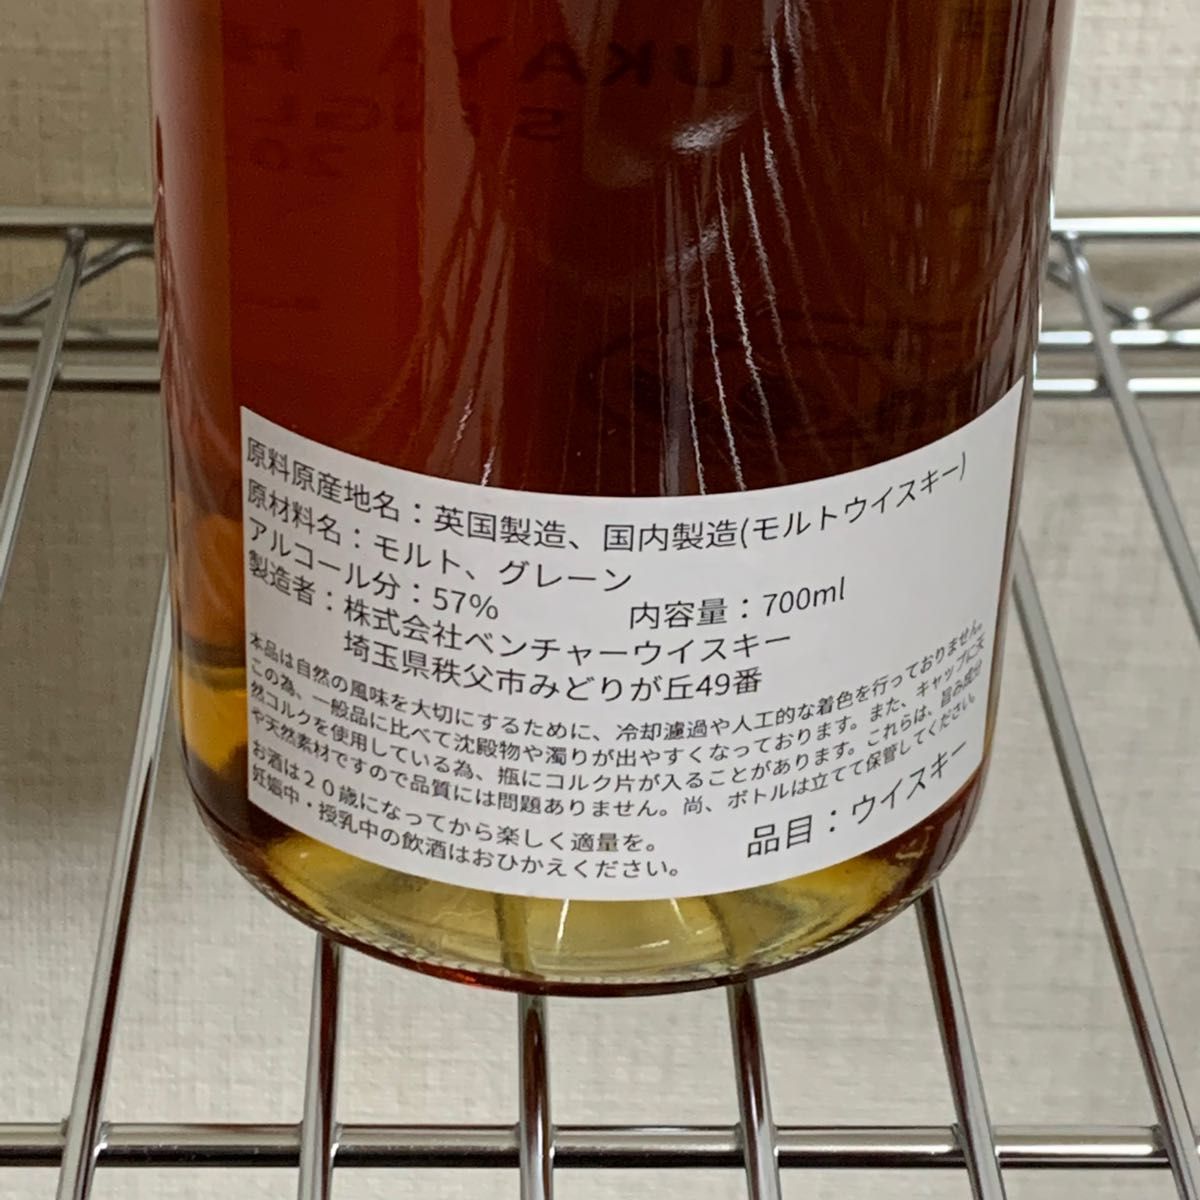 FUKAYA
原料原産地名：英国製造、国内製造(モルトウイスキー)
原材料名：モルト、グレーン
アルコール分：57%　内容量：700ml
製造者：株式会社ベンチャーウイスキー
埼玉県秩父市みどりが丘49番
本品は自然の風味を大切にするために、冷却濾過や人工的な着色を行っておりません。
この為、一般品に比べて沈殿物や濁りが出やすくなっております。また、キャップに天
然コルクを使用している為、瓶にコルク片が入ることがあります。これらは、旨み成分
や天然素材ですので品質には問題ありません。尚、ボトルは立てて保管してください。
お酒は２０歳になってから楽しく適量を。
妊娠中・授乳中の飲酒はおひかえください。
品目：ウイスキー